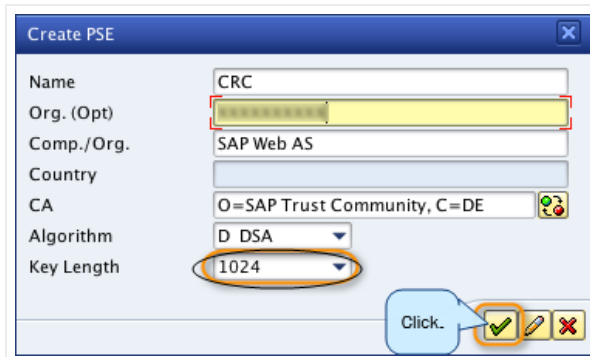 Create PSE
Name CRC
Org. (Opt)
Comp./Org. SAP Web AS
Country
CA O=SAP Trust Community, C=DE
Algorithm D DSA
Key Length 1024
Click.